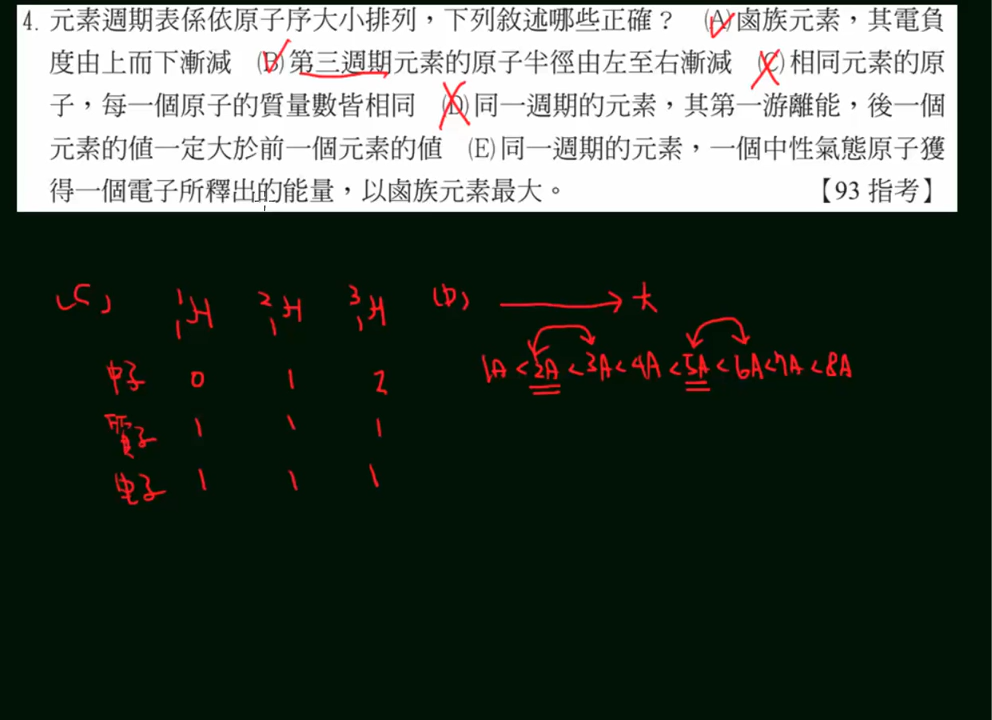 4. 元素週期表係依原子序大小排列，下列敘述哪些正確？ (A)鹵族元素，其電負
度由上而下漸減 (B)第三週期元素的原子半徑由左至右漸減 (C)相同元素的原
子，每一個原子的質量數皆相同 (D)同一週期的元素，其第一游離能，後一個
元素的值一定大於前一個元素的值 (E)同一週期的元素，一個中性氣態原子獲
得一個電子所釋出的能量，以鹵族元素最大。 【93 指考】
(C) ¹₁H ²₁H ³₁H
中子 0 1 2
質子 1 1 1
电子 1 1 1
(D) → 大
1A < 2A < 3A < 4A < 5A < 6A < 7A < 8A